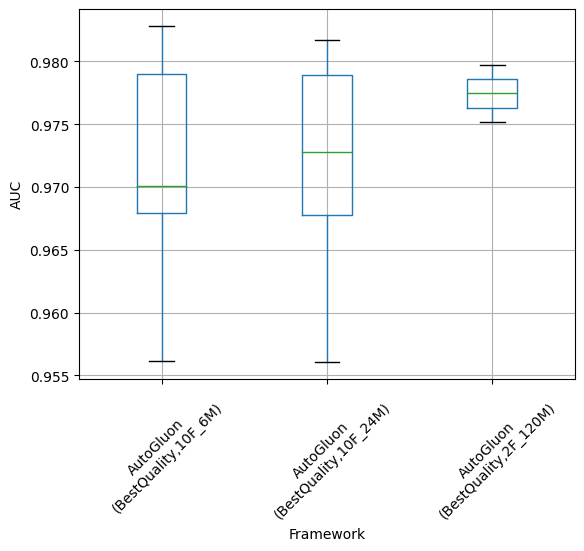 0.980
0.975
0.970
0.965
0.960
0.955
AUC
AutoGluon
(BestQuality,10F_6M)
AutoGluon
(BestQuality,10F_24M)
AutoGluon
(BestQuality,2F_120M)
Framework